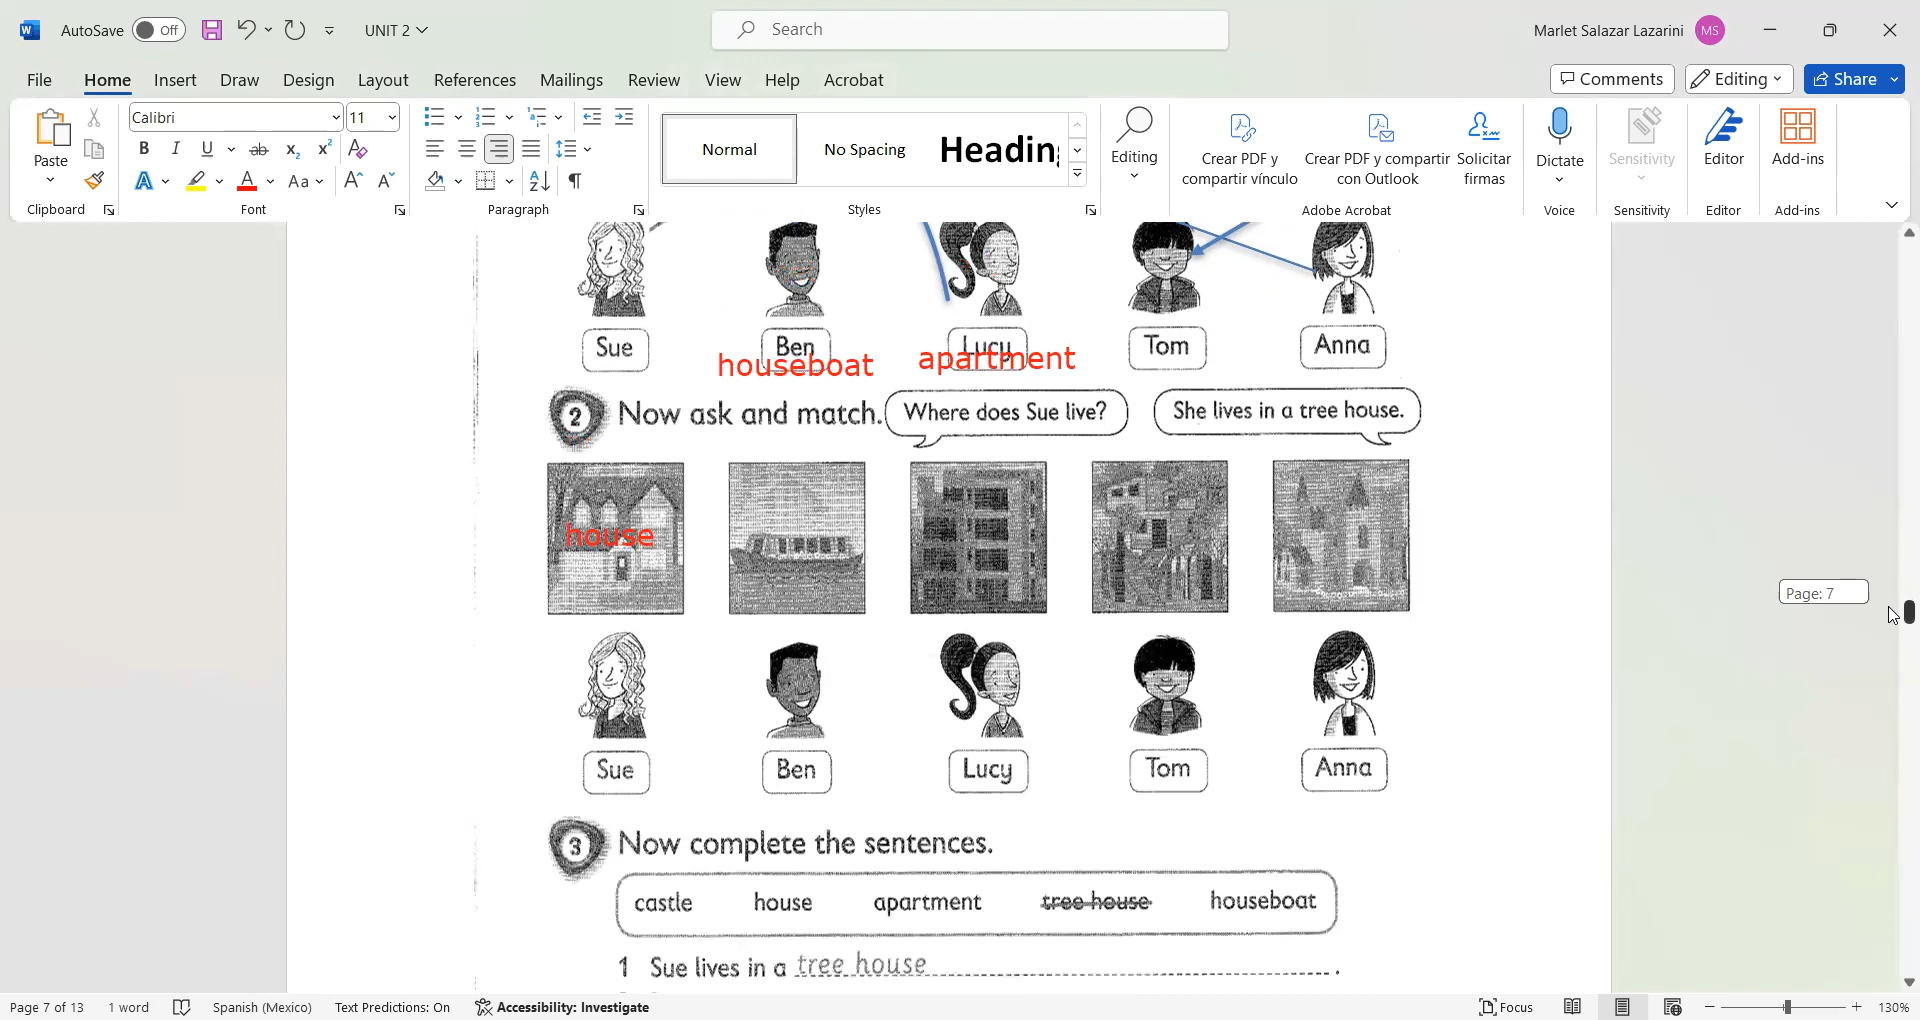 AutoSave Off UNIT 2 Search Marlet Salazar Lazarini MS
File Home Insert Draw Design Layout References Mailings Review View Help Acrobat Comments Editing Share
Paste Calibri 11 Normal No Spacing Heading Editing Crear PDF y compartir vínculo Crear PDF y compartir con Outlook Solicitar firmas Dictate Sensitivity Editor Add-ins
Clipboard Font Paragraph Styles Adobe Acrobat Voice Sensitivity Editor Add-ins
Sue Ben Lucy Tom Anna
houseboat apartment
2 Now ask and match. Where does Sue live? She lives in a tree house.
house
Page: 7
Sue Ben Lucy Tom Anna
3 Now complete the sentences.
castle house apartment tree house houseboat
1 Sue lives in a tree house.
Page 7 of 13 1 word Spanish (Mexico) Text Predictions: On Accessibility: Investigate Focus 130%